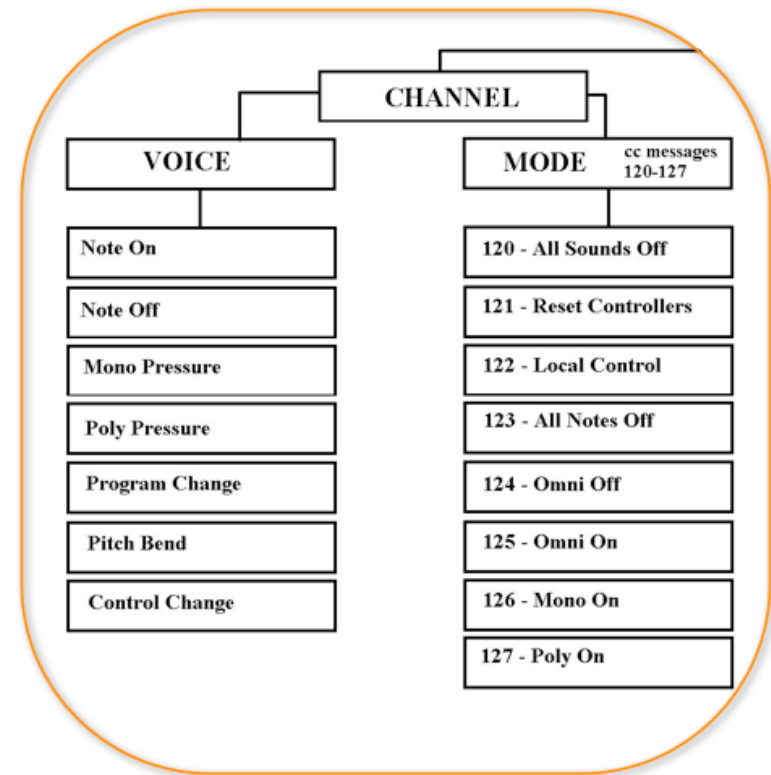 CHANNEL
VOICE
Note On
Note Off
Mono Pressure
Poly Pressure
Program Change
Pitch Bend
Control Change
MODE
cc messages
120-127
120 - All Sounds Off
121 - Reset Controllers
122 - Local Control
123 - All Notes Off
124 - Omni Off
125 - Omni On
126 - Mono On
127 - Poly On